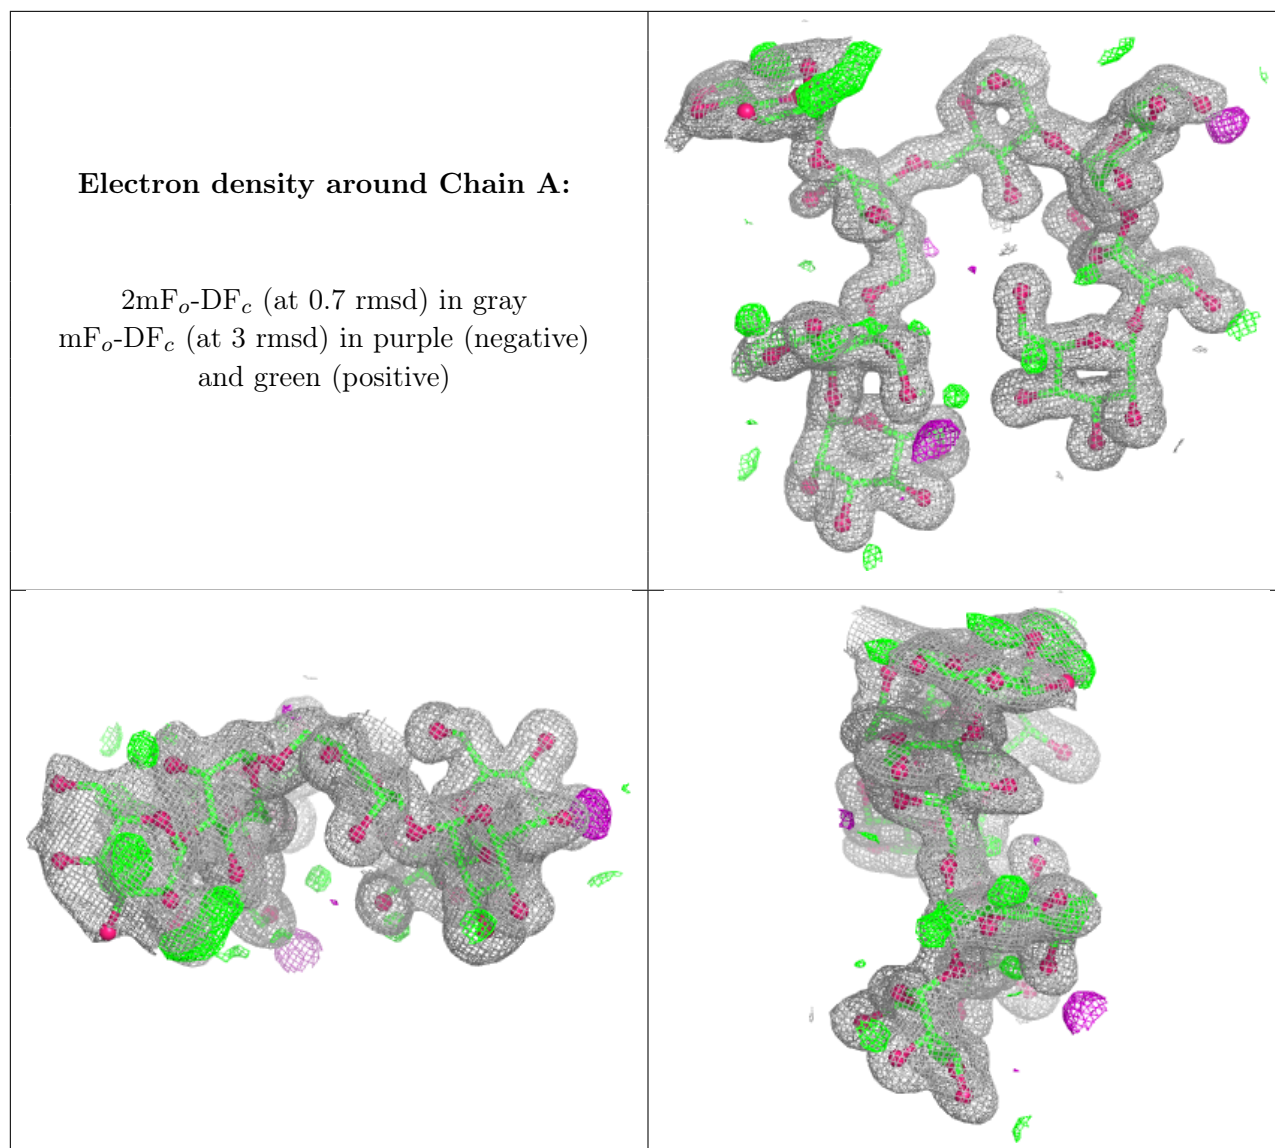 Electron density around Chain A:
2mFo-DFc (at 0.7 rmsd) in gray
mFo-DFc (at 3 rmsd) in purple (negative)
and green (positive)